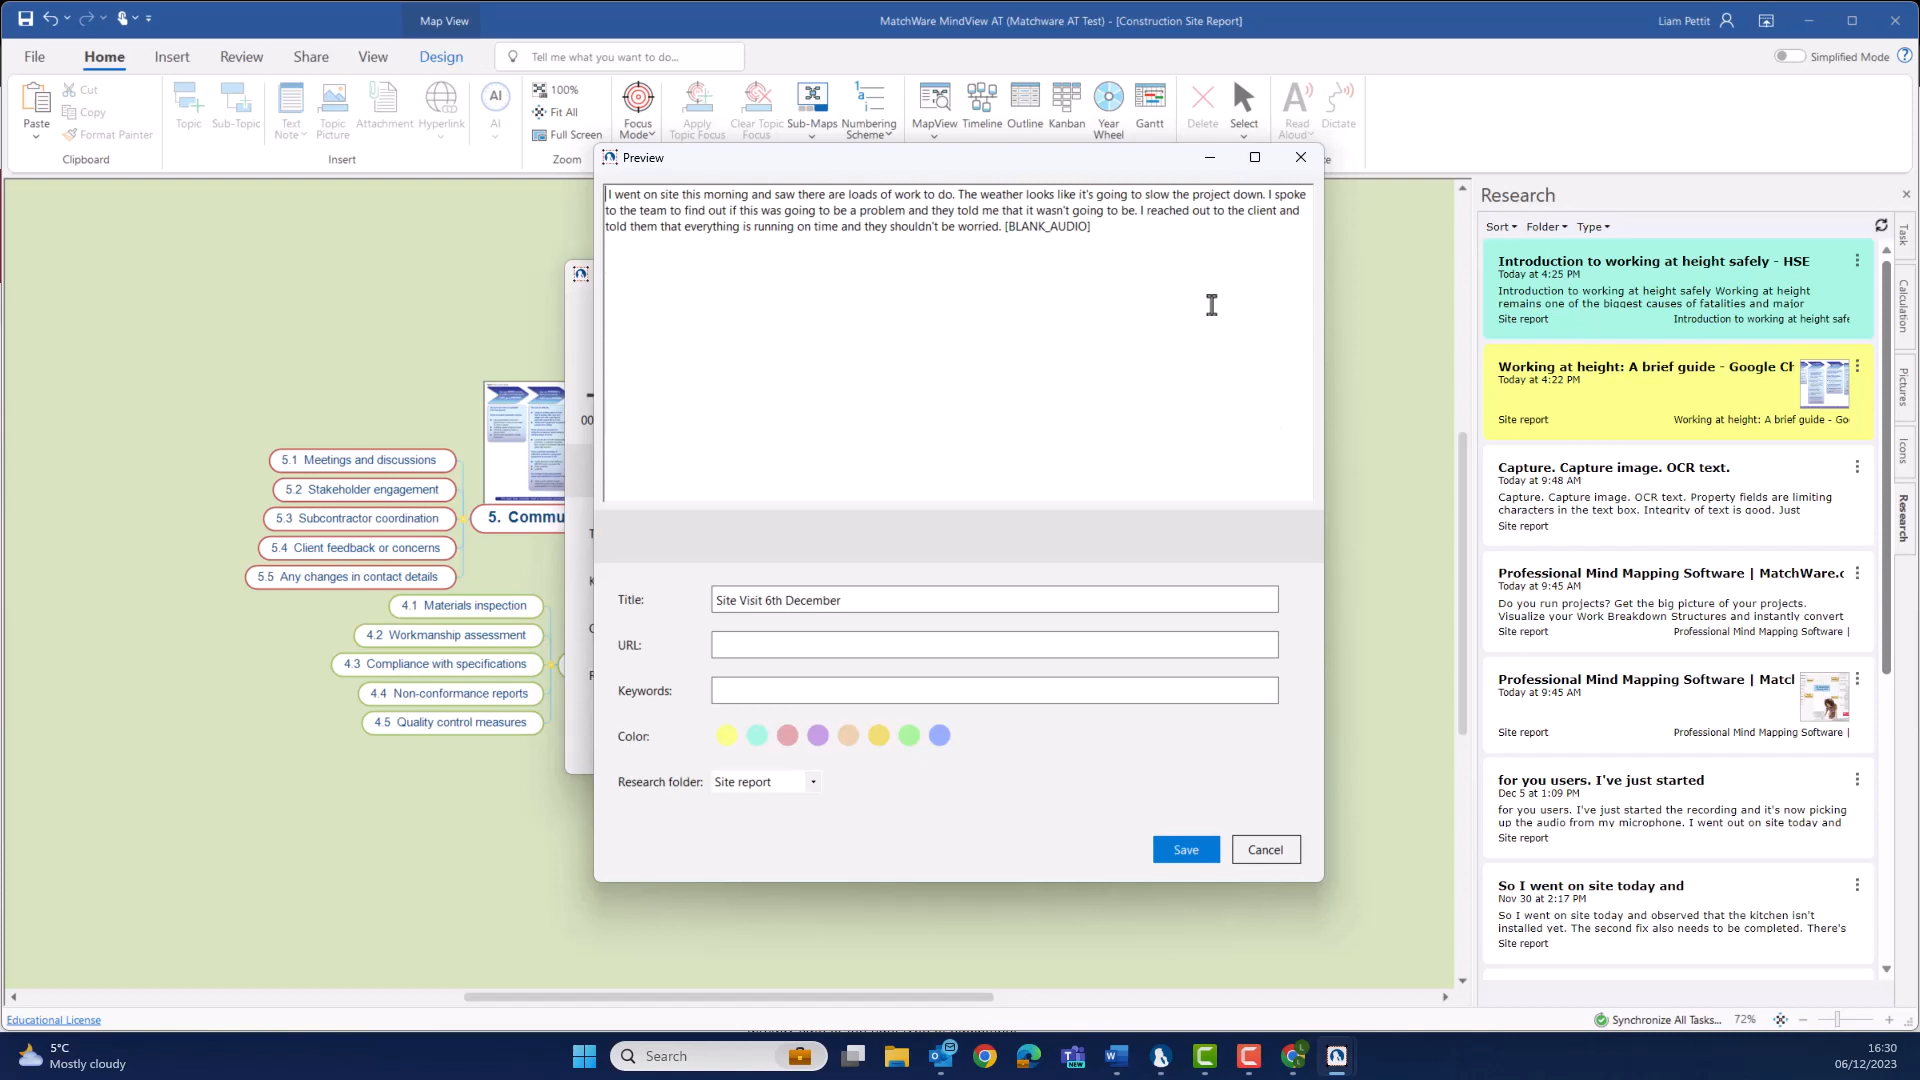 Map View
MatchWare MindView AT (Matchware AT Test) - [Construction Site Report]
Liam Pettit
File
Home
Insert
Review
Share
View
Design
Tell me what you want to do...
Simplified Mode
Paste
Cut
Copy
Format Painter
Clipboard
Topic
Sub-Topic
Text Note
Topic Picture
Attachment
Hyperlink
AI
AI
Insert
100%
Fit All
Full Screen
Zoom
Focus Mode
Apply Topic Focus
Clear Topic Focus
Sub-Maps
Numbering Scheme
MapView
Timeline
Outline
Kanban
Year Wheel
Gantt
Delete
Select
Read Aloud
Dictate
Preview
I went on site this morning and saw there are loads of work to do. The weather looks like it's going to slow the project down. I spoke
to the team to find out if this was going to be a problem and they told me that it wasn't going to be. I reached out to the client and
told them that everything is running on time and they shouldn't be worried. [BLANK_AUDIO]
Title:
Site Visit 6th December
URL:
Keywords:
Color:
Research folder:
Site report
Save
Cancel
5.1 Meetings and discussions
5.2 Stakeholder engagement
5.3 Subcontractor coordination
5.4 Client feedback or concerns
5.5 Any changes in contact details
5. Commu
4.1 Materials inspection
4.2 Workmanship assessment
4.3 Compliance with specifications
4.4 Non-conformance reports
4.5 Quality control measures
00
Research
Sort
Folder
Type
Introduction to working at height safely - HSE
Today at 4:25 PM
Introduction to working at height safely Working at height
remains one of the biggest causes of fatalities and major
Site report
Introduction to working at height safe
Working at height: A brief guide - Google Cl
Today at 4:22 PM
Site report
Working at height: A brief guide - Go
Capture. Capture image. OCR text.
Today at 9:48 AM
Capture. Capture image. OCR text. Property fields are limiting
characters in the text box. Integrity of text is good. Just
Site report
Professional Mind Mapping Software | MatchWare.c
Today at 9:45 AM
Do you run projects? Get the big picture of your projects.
Visualize your Work Breakdown Structures and instantly convert
Site report
Professional Mind Mapping Software |
Professional Mind Mapping Software | Matcl
Today at 9:45 AM
Site report
Professional Mind Mapping Software |
for you users. I've just started
Dec 5 at 1:09 PM
for you users. I've just started the recording and it's now picking
up the audio from my microphone. I went out on site today and
Site report
So I went on site today and
Nov 30 at 2:17 PM
So I went on site today and observed that the kitchen isn't
installed yet. The second fix also needs to be completed. There's
Site report
Task
Calculation
Pictures
Icons
Research
Educational License
Synchronize All Tasks...
72%
5°C
Mostly cloudy
Search
NEW
16:30
06/12/2023